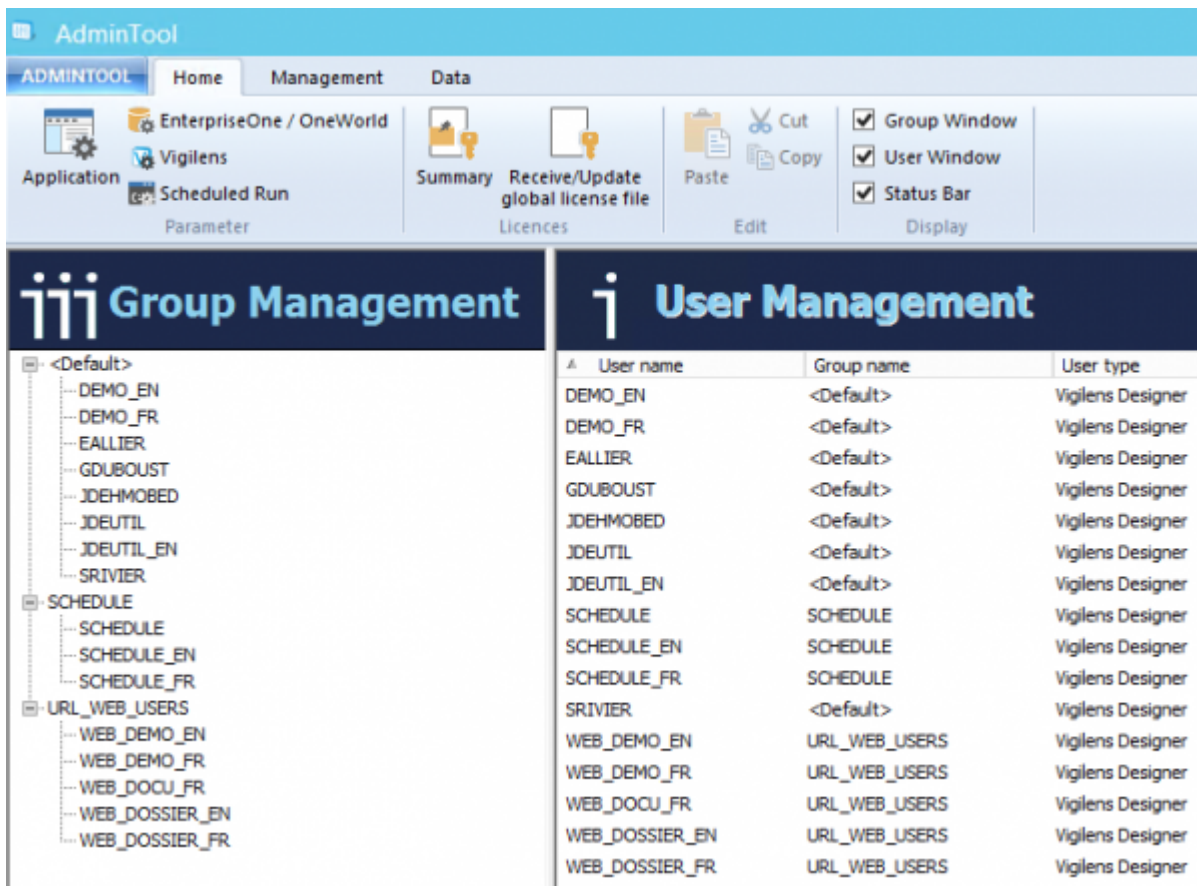 AdminTool
ADMINTOOL Home Management Data
Application
EnterpriseOne / OneWorld
Vigilens
Scheduled Run
Parameter
Summary
Receive/Update
global license file
Licences
Paste
Cut
Copy
Edit
Group Window
User Window
Status Bar
Display
Group Management
<Default>
DEMO_EN
DEMO_FR
EALLIER
GDUBOUST
JDEHMOBED
JDEUTIL
JDEUTIL_EN
SRIVIER
SCHEDULE
SCHEDULE
SCHEDULE_EN
SCHEDULE_FR
URL_WEB_USERS
WEB_DEMO_EN
WEB_DEMO_FR
WEB_DOCU_FR
WEB_DOSSIER_EN
WEB_DOSSIER_FR
User Management
User name Group name User type
DEMO_EN <Default> Vigilens Designer
DEMO_FR <Default> Vigilens Designer
EALLIER <Default> Vigilens Designer
GDUBOUST <Default> Vigilens Designer
JDEHMOBED <Default> Vigilens Designer
JDEUTIL <Default> Vigilens Designer
JDEUTIL_EN <Default> Vigilens Designer
SCHEDULE SCHEDULE Vigilens Designer
SCHEDULE_EN SCHEDULE Vigilens Designer
SCHEDULE_FR SCHEDULE Vigilens Designer
SRIVIER <Default> Vigilens Designer
WEB_DEMO_EN URL_WEB_USERS Vigilens Designer
WEB_DEMO_FR URL_WEB_USERS Vigilens Designer
WEB_DOCU_FR URL_WEB_USERS Vigilens Designer
WEB_DOSSIER_EN URL_WEB_USERS Vigilens Designer
WEB_DOSSIER_FR URL_WEB_USERS Vigilens Designer